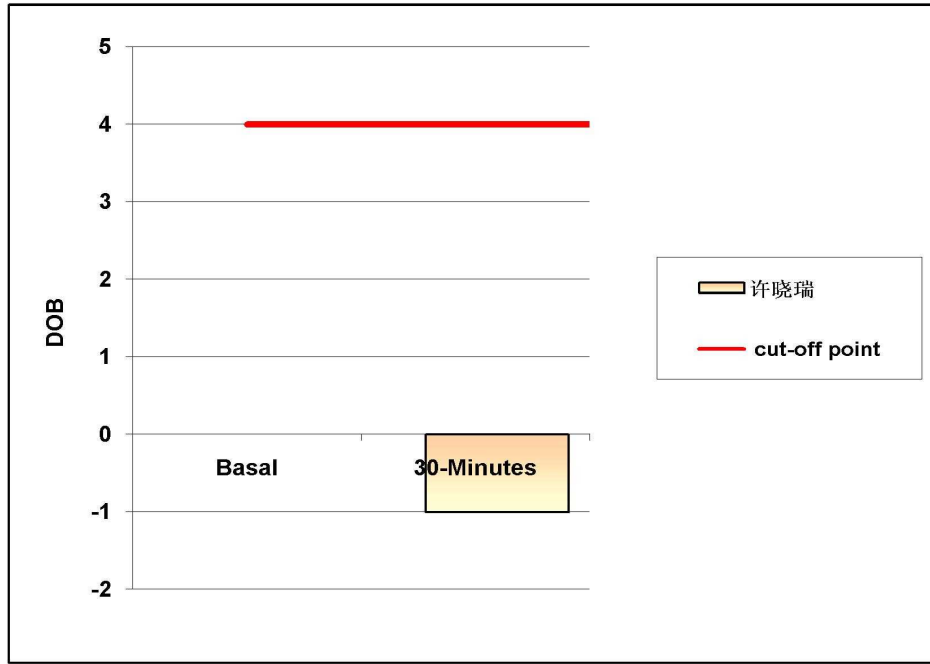 5
4
3
2
1
0
-1
-2
DOB
Basal
30-Minutes
许晓瑞
cut-off point